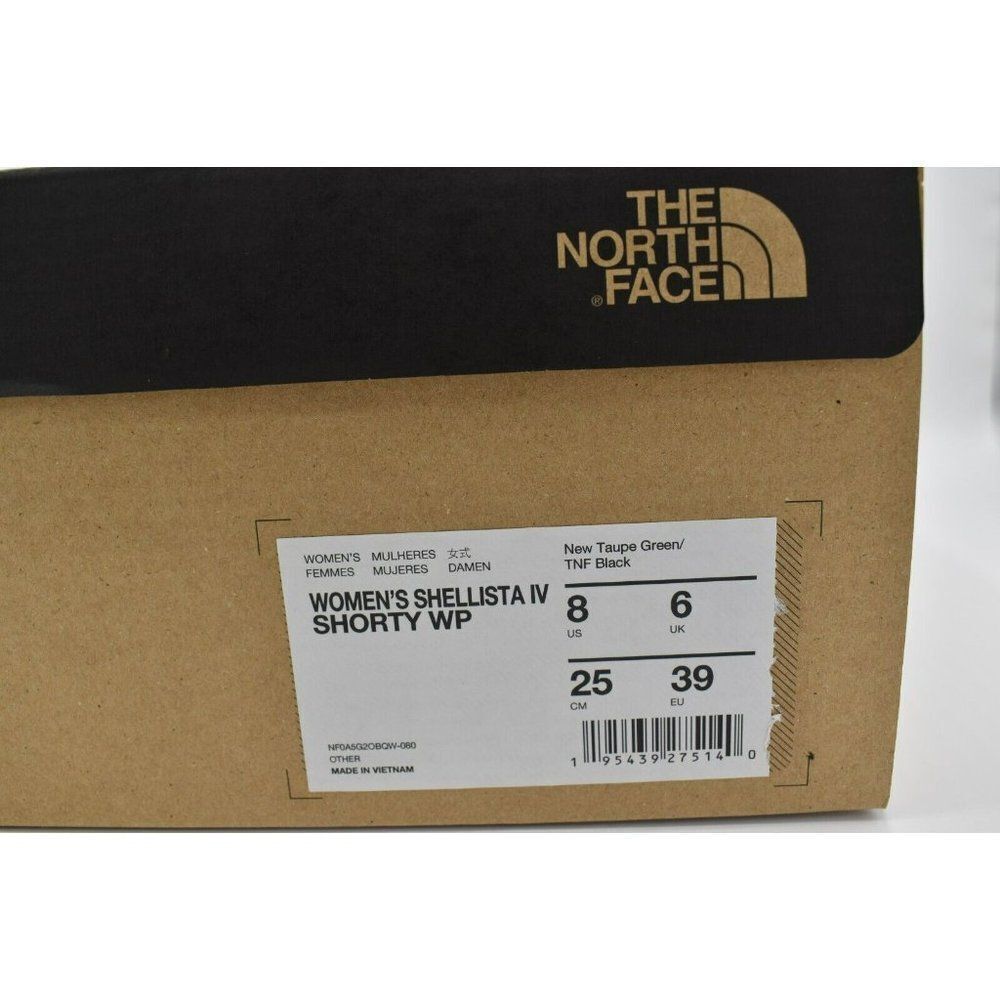 THE
NORTH
FACE
®
WOMEN'S MULHERES 女式
FEMMES MUJERES DAMEN
WOMEN'S SHELLISTA IV
SHORTY WP
New Taupe Green/
TNF Black
8 6
US UK
25 39
CM EU
1 95439 27514 0
NF0A5G2OBQW-080
OTHER
MADE IN VIETNAM